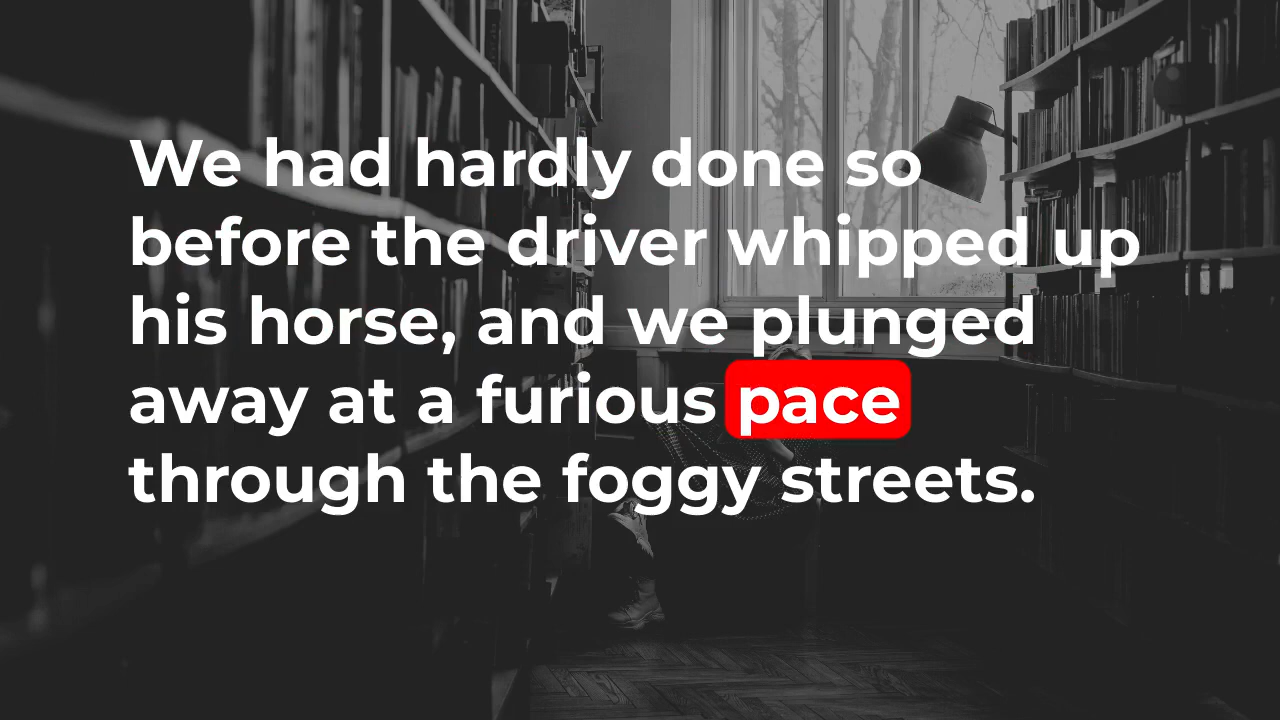 We had hardly done so
before the driver whipped up
his horse, and we plunged
away at a furious pace
through the foggy streets.